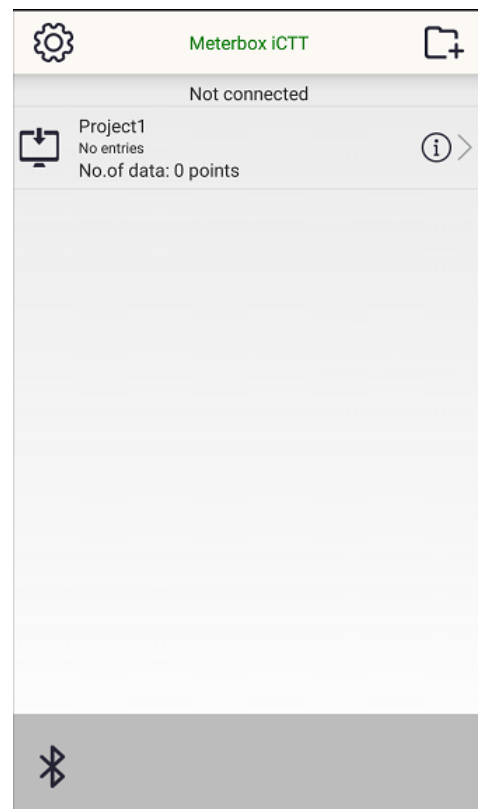 Meterbox iCTT
Not connected
Project1
No entries
No.of data: 0 points